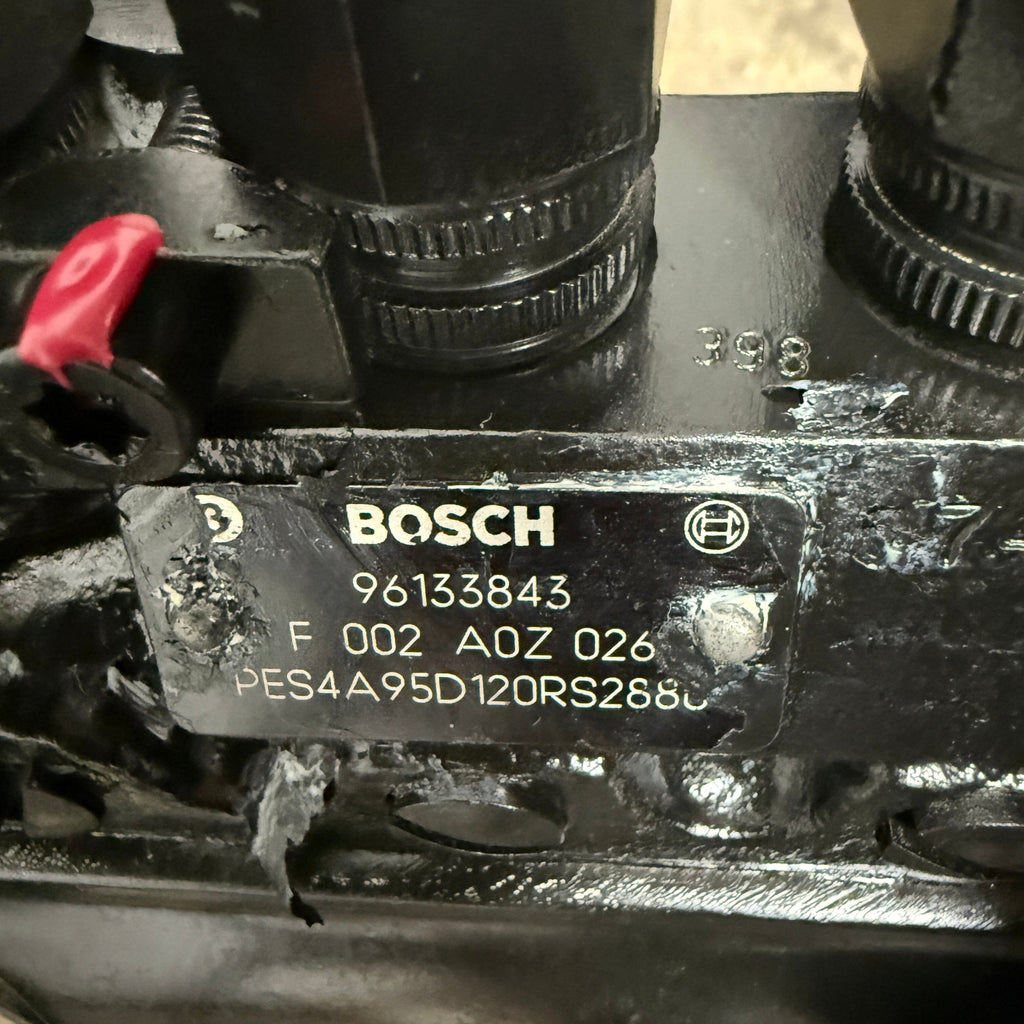 398
BOSCH
96133843
F 002 A0Z 026
PES4A95D120RS288